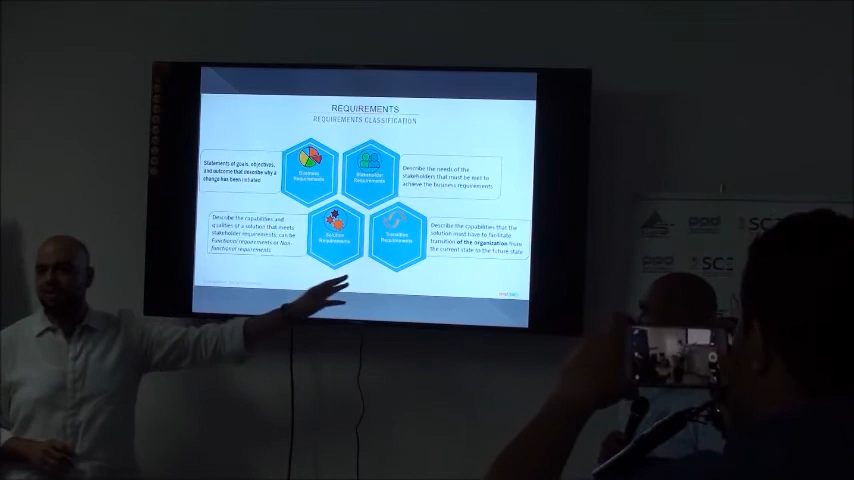 REQUIREMENTS
REQUIREMENTS CLASSIFICATION
Statements of goals, objectives,
and outcome that describe why a
change has been initiated
Business
Requirements
Stakeholder
Requirements
Describe the needs of the
stakeholders that must be met to
achieve the business requirements
Describe the capabilities and
qualities of a solution that meets
stakeholder requirements; can be
Functional requirements or Non-
functional requirements
Solution
Requirements
Transition
Requirements
Describe the capabilities that the
solution must have to facilitate
transition of the organization from
the current state to the future state
SCE